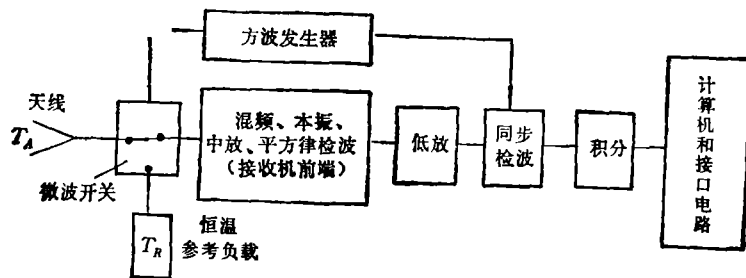 方波发生器
天线
T_A
微波开关
混频、本振、
中放、平方律检波
（接收机前端）
低放
同步
检波
积分
计算机和接口电路
T_R
恒温
参考负载